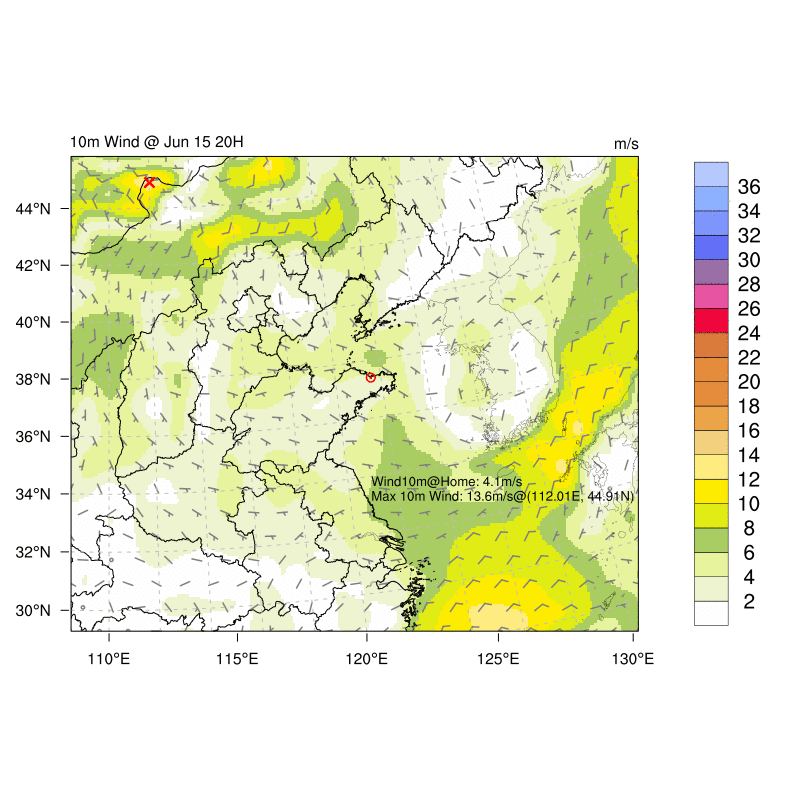 10m Wind @ Jun 15 20H
m/s
44°N
42°N
40°N
38°N
36°N
34°N
32°N
30°N
110°E
115°E
120°E
125°E
130°E
Wind10m@Home: 4.1m/s
Max 10m Wind: 13.6m/s@(112.01E, 44.91N)
36
34
32
30
28
26
24
22
20
18
16
14
12
10
8
6
4
2